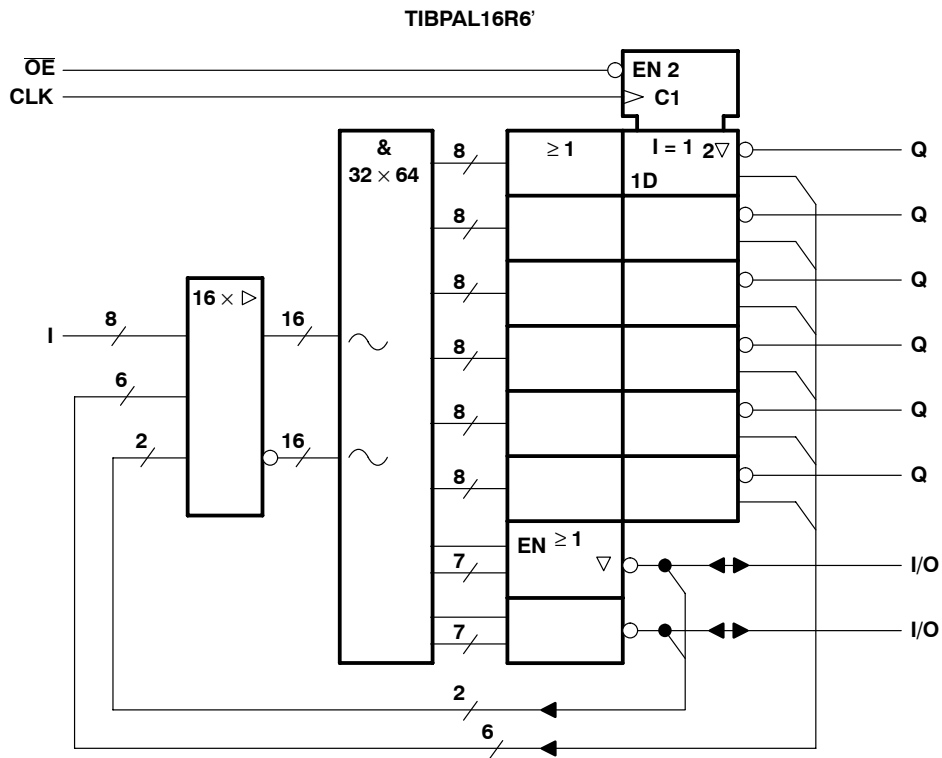 TIBPAL16R6'
OE
EN 2
CLK
C1
&
32 × 64
8
≥ 1
I = 1
2▽
Q
1D
8
Q
8
Q
16 × ▷
I
8
16
8
Q
6
8
Q
2
16
8
Q
EN ≥ 1
▽
7
I/O
7
I/O
2
6